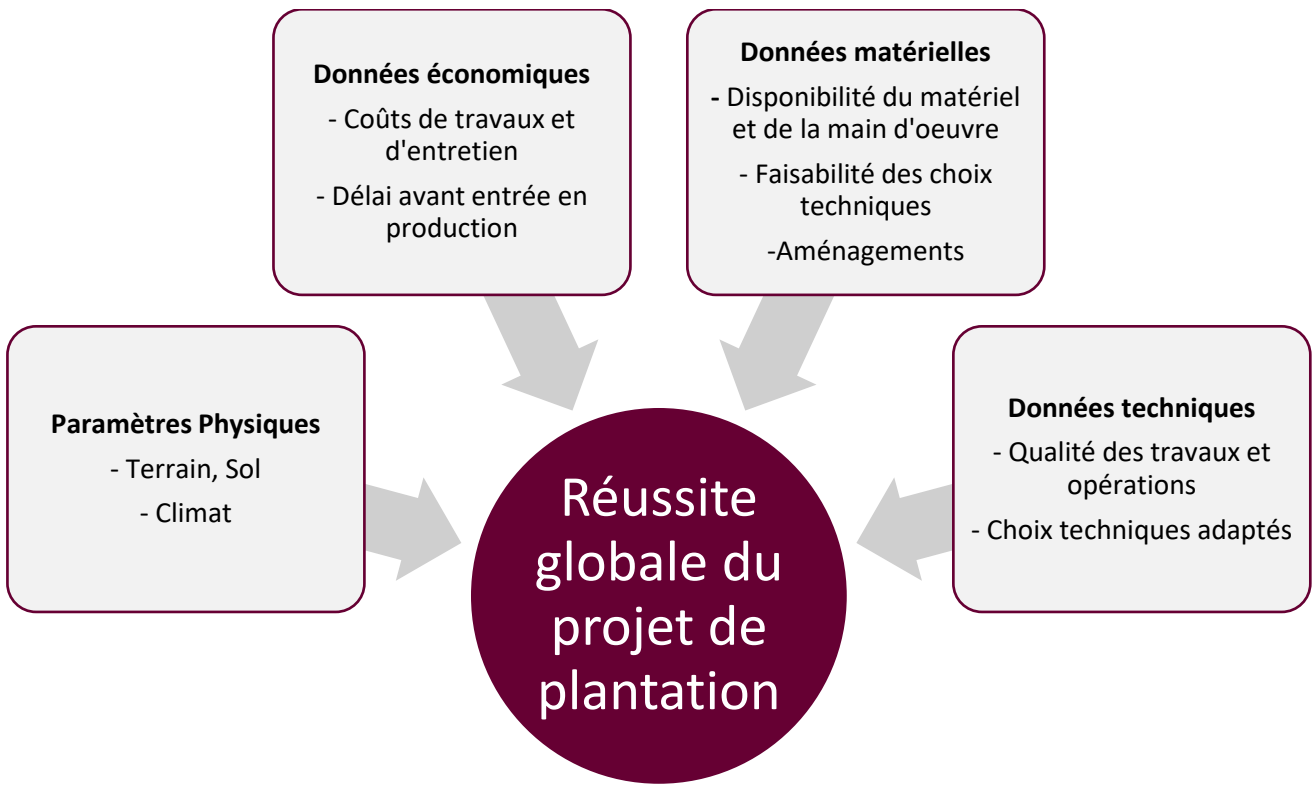 Données économiques
- Coûts de travaux et
d'entretien
- Délai avant entrée en
production
Données matérielles
- Disponibilité du matériel
et de la main d'oeuvre
- Faisabilité des choix
techniques
-Aménagements
Paramètres Physiques
- Terrain, Sol
- Climat
Données techniques
- Qualité des travaux et
opérations
- Choix techniques adaptés
Réussite
globale du
projet de
plantation